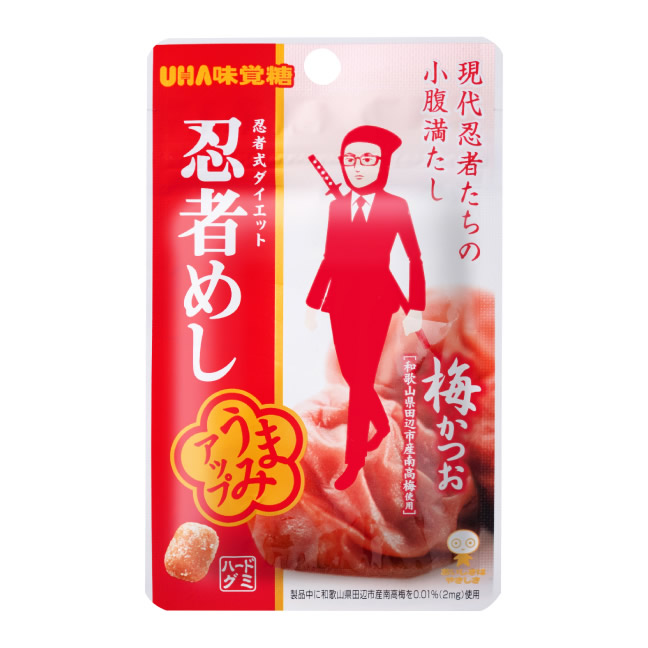 UHA味覚糖
現代忍者たちの
小腹満たし
忍者式ダイエット
忍者めし
梅かつお
[和歌山県田辺市産南高梅使用]
うまみ
アップ
ハード
グミ
製品中に和歌山県田辺市産南高梅を0.01%(2mg)使用